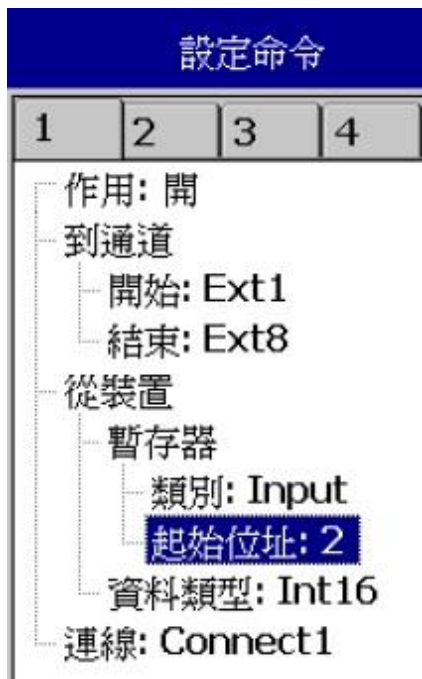 設定命令
1 2 3 4
作用: 開
到通道
開始: Ext1
結束: Ext8
從裝置
暫存器
類別: Input
起始位址: 2
資料類型: Int16
連線: Connect1